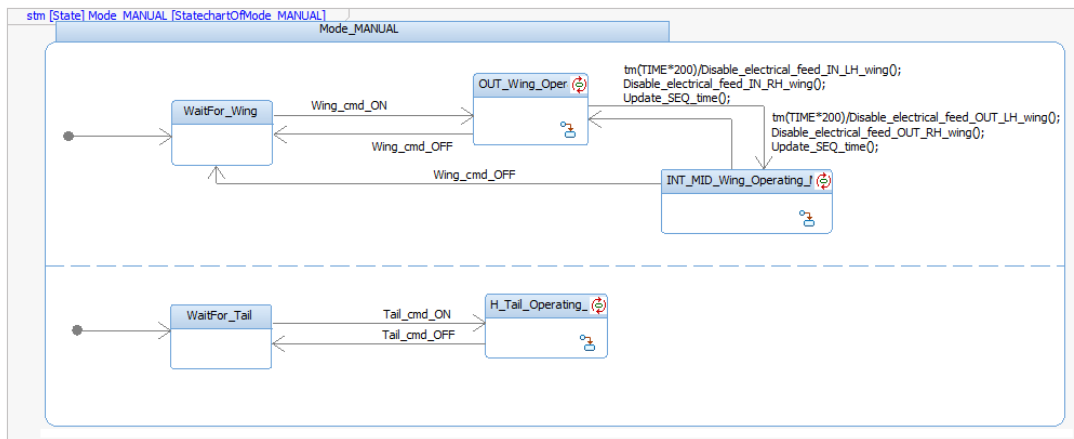 stm [State] Mode_MANUAL [StatechartOfMode_MANUAL]
Mode_MANUAL
tm(TIME*200)/Disable_electrical_feed_IN_LH_wing();
Disable_electrical_feed_IN_RH_wing();
Update_SEQ_time();
OUT_Wing_Oper
WaitFor_Wing
Wing_cmd_ON
Wing_cmd_OFF
tm(TIME*200)/Disable_electrical_feed_OUT_LH_wing();
Disable_electrical_feed_OUT_RH_wing();
Update_SEQ_time();
Wing_cmd_OFF
INT_MID_Wing_Operating_
WaitFor_Tail
Tail_cmd_ON
Tail_cmd_OFF
H_Tail_Operating_